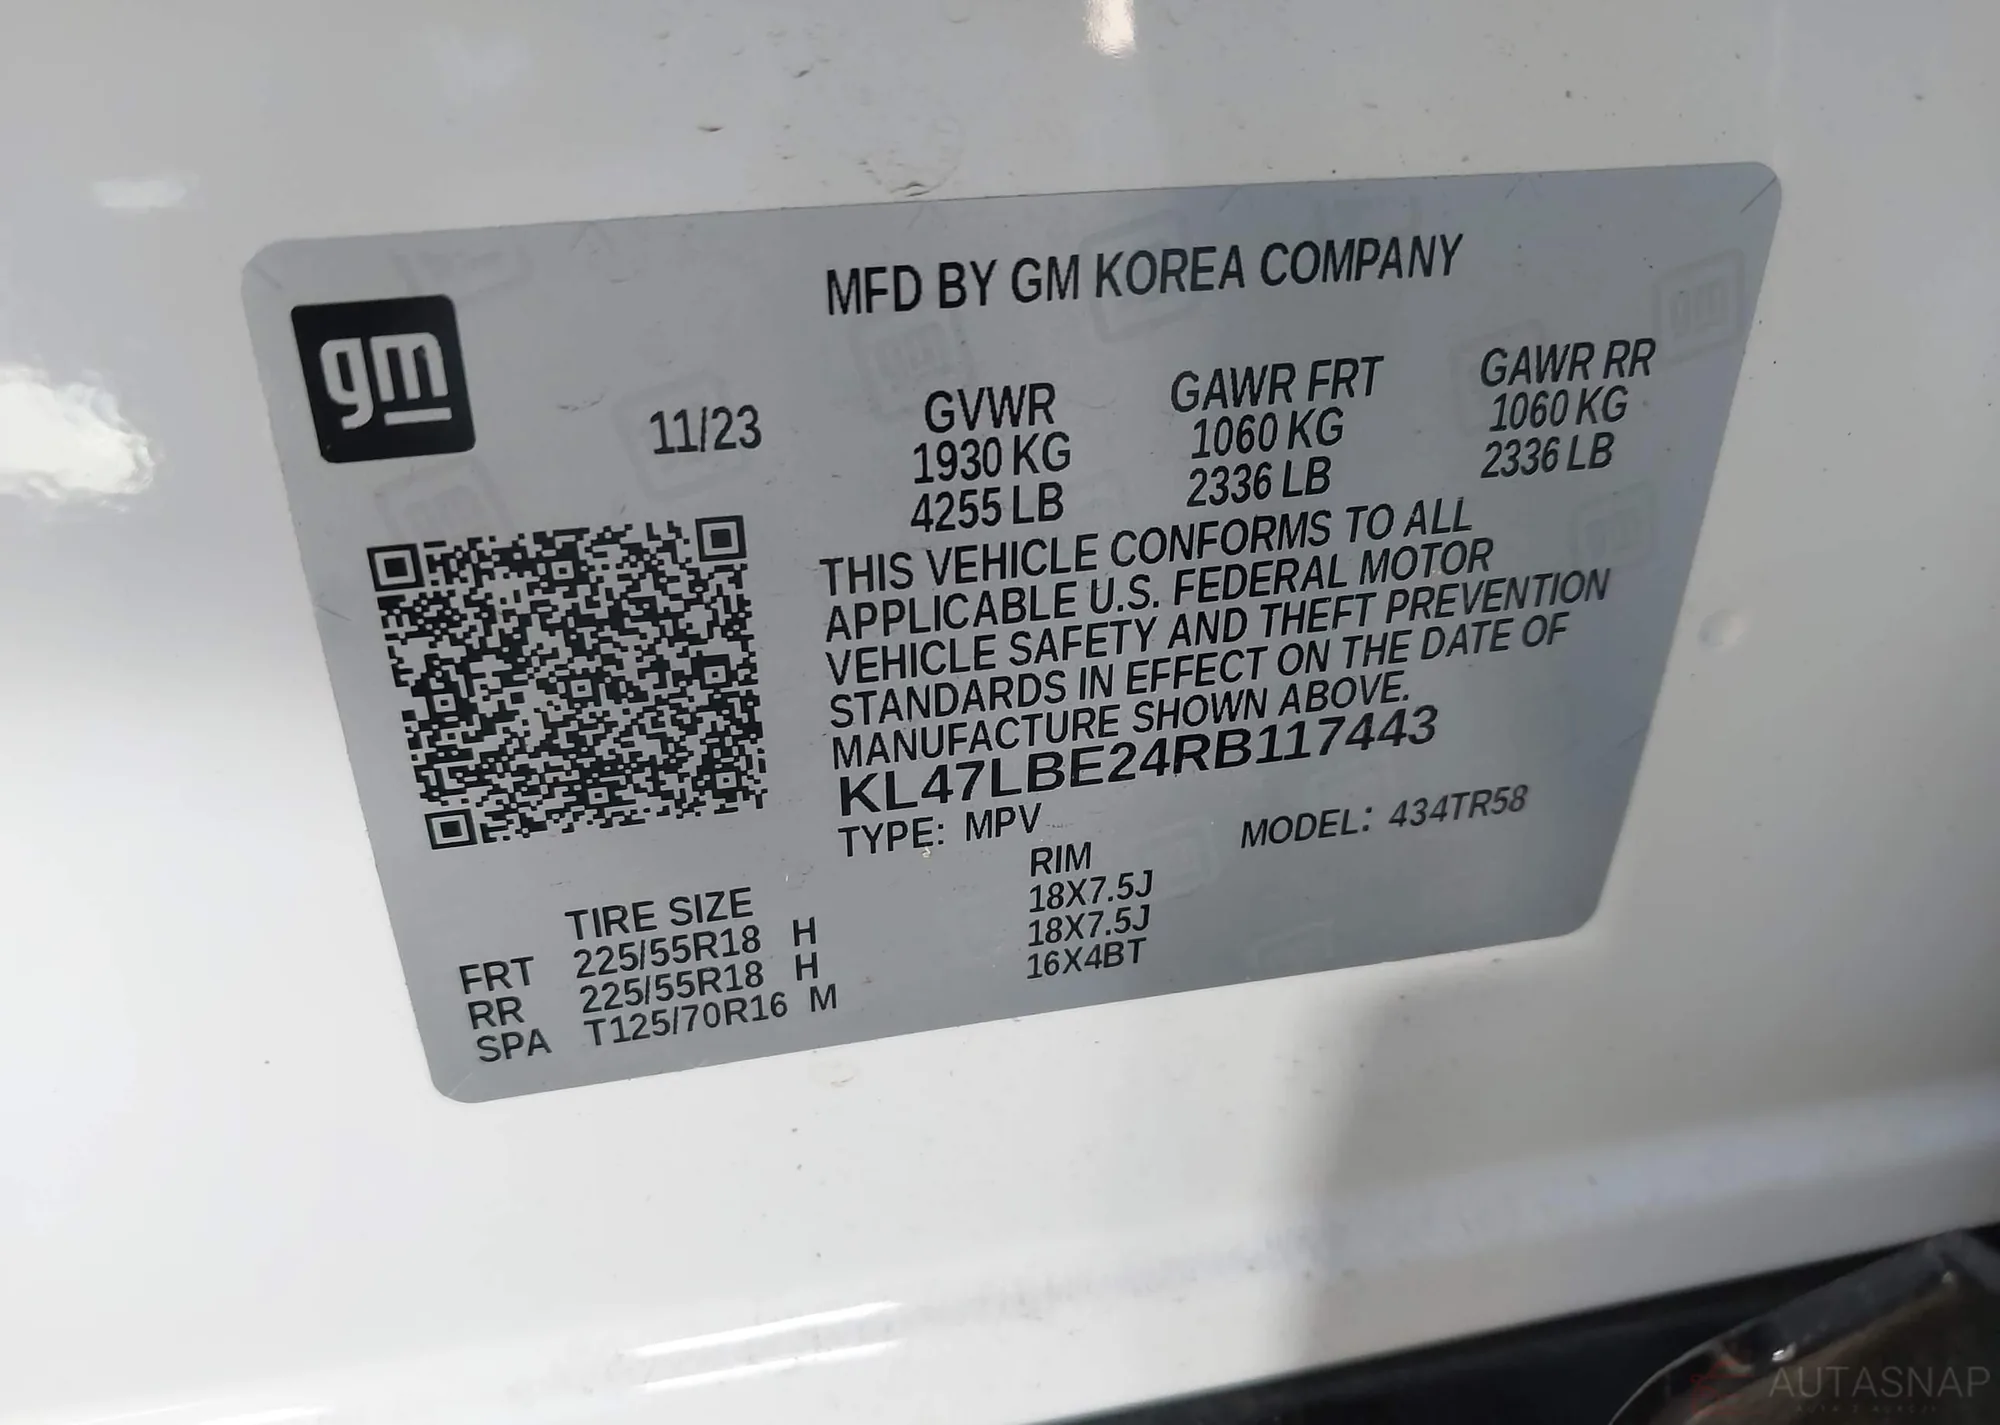 MFD BY GM KOREA COMPANY
gm
11/23
GVWR
1930 KG
4255 LB
GAWR FRT
1060 KG
2336 LB
GAWR RR
1060 KG
2336 LB
THIS VEHICLE CONFORMS TO ALL
APPLICABLE U.S. FEDERAL MOTOR
VEHICLE SAFETY AND THEFT PREVENTION
STANDARDS IN EFFECT ON THE DATE OF
MANUFACTURE SHOWN ABOVE.
KL47LBE24RB117443
TYPE: MPV MODEL: 434TR58
TIRE SIZE RIM
FRT 225/55R18 H 18X7.5J
RR 225/55R18 H 18X7.5J
SPA T125/70R16 M 16X4BT
AUTASNAP